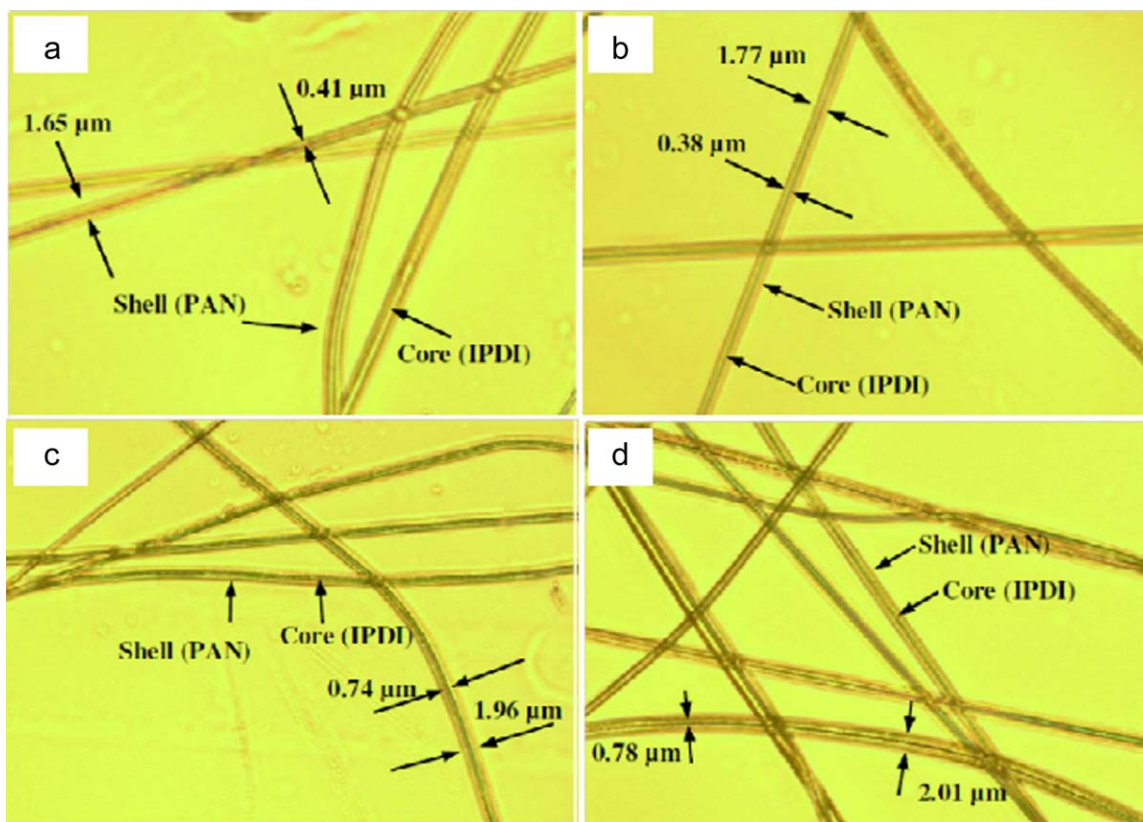 a
0.41 µm
1.65 µm
Shell (PAN)
Core (IPDI)
b
1.77 µm
0.38 µm
Shell (PAN)
Core (IPDI)
c
Shell (PAN)
Core (IPDI)
0.74 µm
1.96 µm
d
Shell (PAN)
Core (IPDI)
0.78 µm
2.01 µm